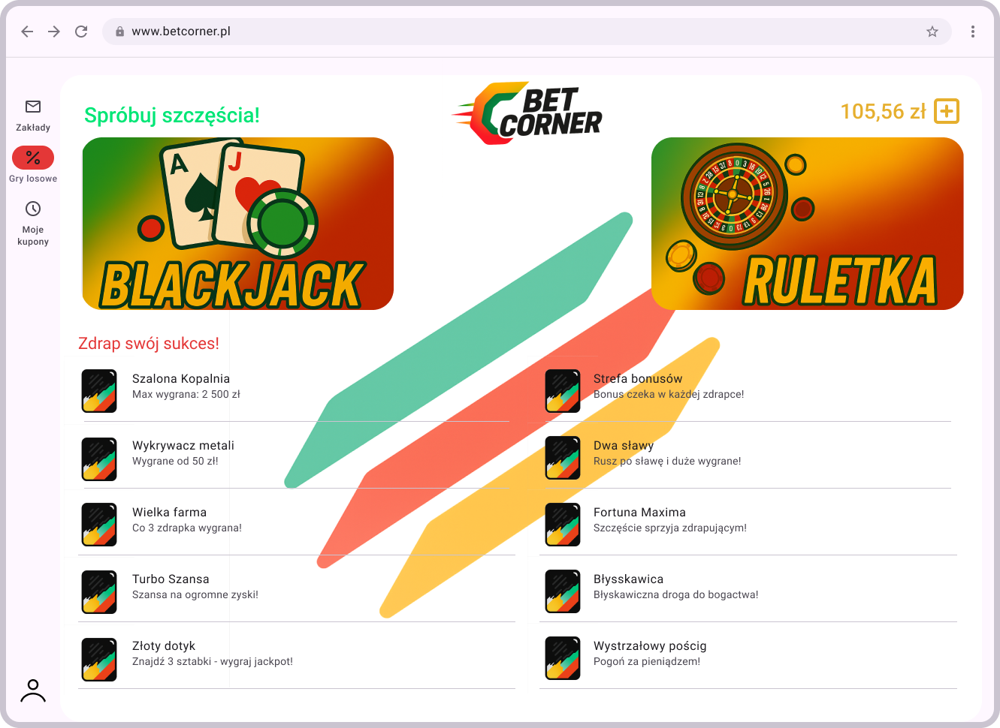 www.betcorner.pl
Zakłady
Gry losowe
Moje
kupony
Spróbuj szczęścia!
BET
CORNER
105,56 zł
A
J
BLACKJACK
RULETKA
Zdrap swój sukces!
Szalona Kopalnia
Max wygrana: 2 500 zł
Wykrywacz metali
Wygrane od 50 zł!
Wielka farma
Co 3 zdrapka wygrana!
Turbo Szansa
Szansa na ogromne zyski!
Złoty dotyk
Znajdź 3 sztabki - wygraj jackpot!
Strefa bonusów
Bonus czeka w każdej zdrapce!
Dwa sławy
Rusz po sławę i duże wygrane!
Fortuna Maxima
Szczęście sprzyja zdrapującym!
Błysskawica
Błyskawiczna droga do bogactwa!
Wystrzałowy pościg
Pogoń za pieniądzem!